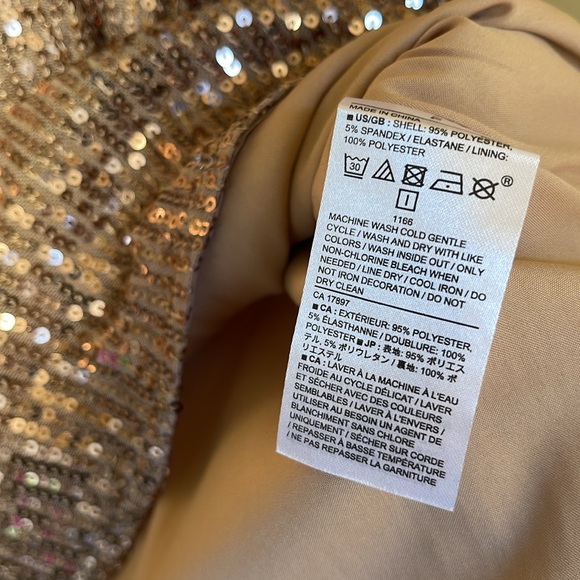 MADE IN CHINA
■ US/GB : SHELL: 95% POLYESTER,
5% SPANDEX / ELASTANE / LINING:
100% POLYESTER
30
®
1166
MACHINE WASH COLD GENTLE
CYCLE / WASH AND DRY WITH LIKE
COLORS / WASH INSIDE OUT / ONLY
NON-CHLORINE BLEACH WHEN
NEEDED / LINE DRY / COOL IRON / DO
NOT IRON DECORATION / DO NOT
DRY CLEAN
CA 17897
■ CA : EXTÉRIEUR: 95% POLYESTER,
5% ÉLASTHANNE / DOUBLURE: 100%
POLYESTER ■ JP : 表地: 95% ポリエス
テル, 5% ポリウレタン / 裏地: 100% ポ
リエステル
■ CA : LAVER À LA MACHINE À L'EAU
FROIDE AU CYCLE DÉLICAT / LAVER
ET SÉCHER AVEC DES COULEURS
SEMBLABLES / LAVER À L'ENVERS /
UTILISER AU BESOIN UN AGENT DE
BLANCHIMENT SANS CHLORE
/ UNIQUEMENT / SÉCHER SUR CORDE
/ REPASSER À BASSE TEMPÉRATURE
/ NE PAS REPASSER LA GARNITURE